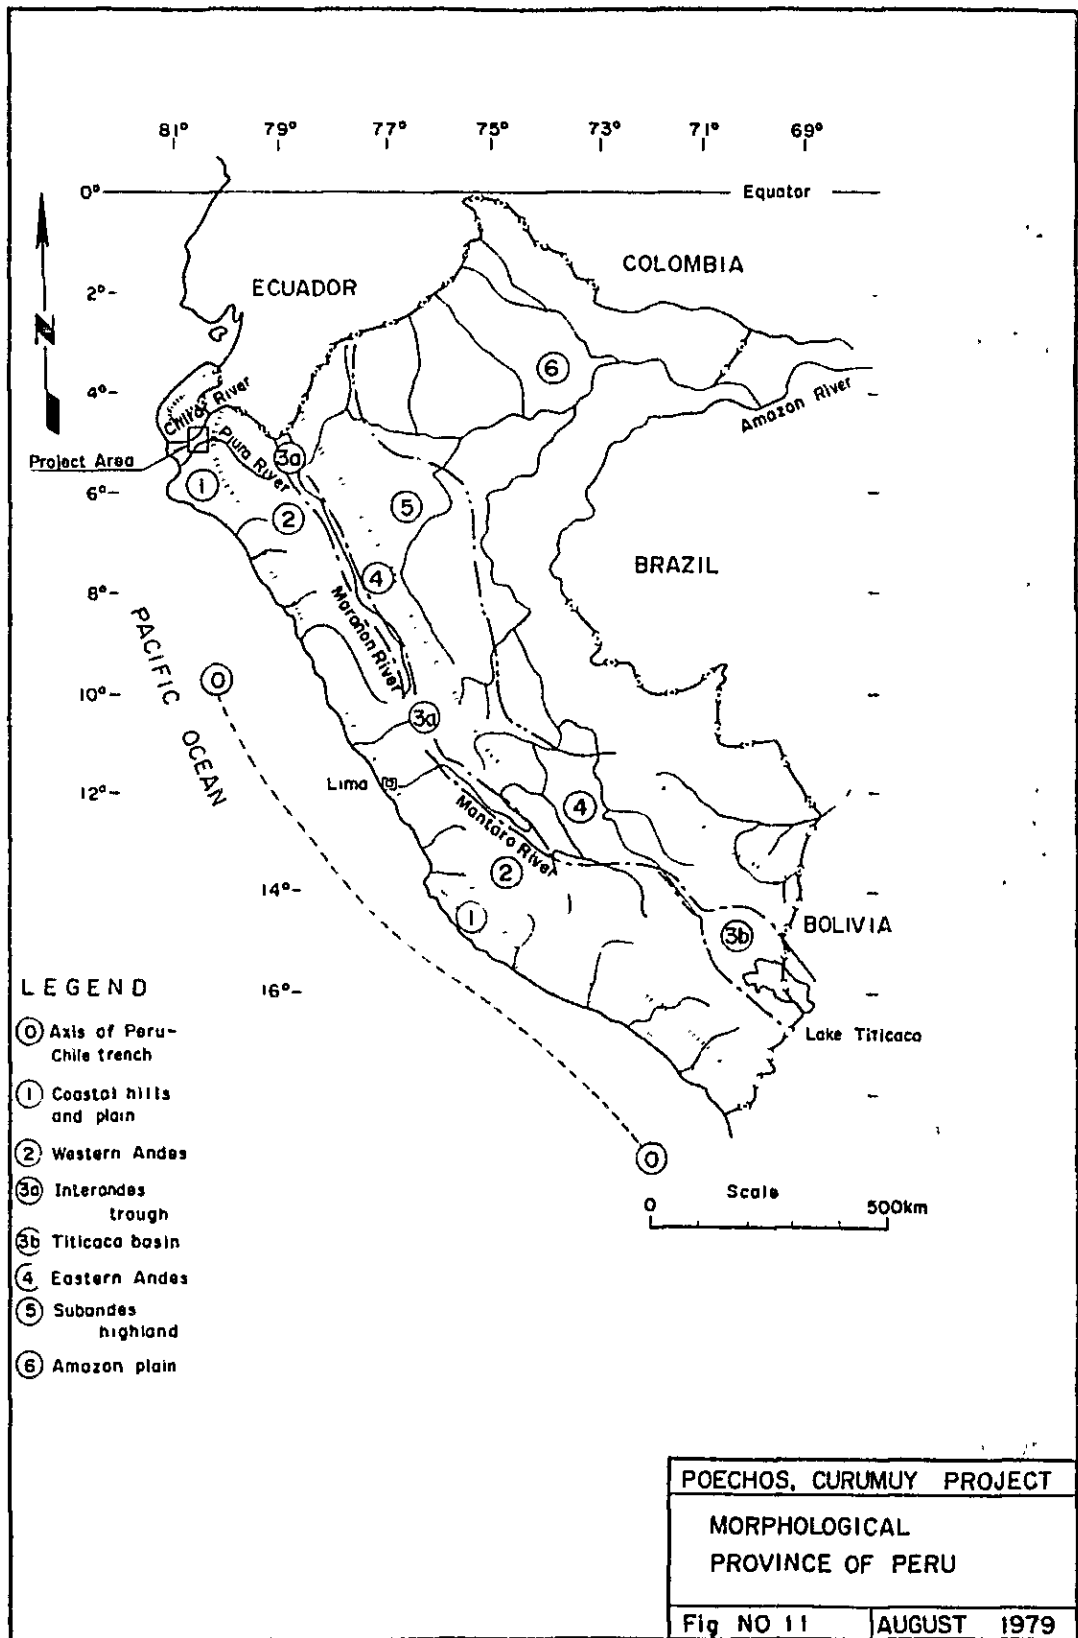 81° 79° 77° 75° 73° 71° 69°
0°
Equator
COLOMBIA
ECUADOR
2°
N
6
4°
Chira River
Amazon River
Piura River
3a
Project Area
1
6°
5
2
BRAZIL
4
8°
Marañon River
PACIFIC OCEAN
0
10°
3a
Lima
12°
4
Mantaro River
2
14°
1
3b
BOLIVIA
16°
Lake Titicaca
LEGEND
0 Axis of Peru-
Chile trench
1 Coastal hills
and plain
2 Western Andes
3a Interandes
trough
3b Titicaca basin
4 Eastern Andes
5 Subandes
highland
6 Amazon plain
0
Scale
0 500km
POECHOS, CURUMUY PROJECT
MORPHOLOGICAL
PROVINCE OF PERU
Fig NO 11 AUGUST 1979